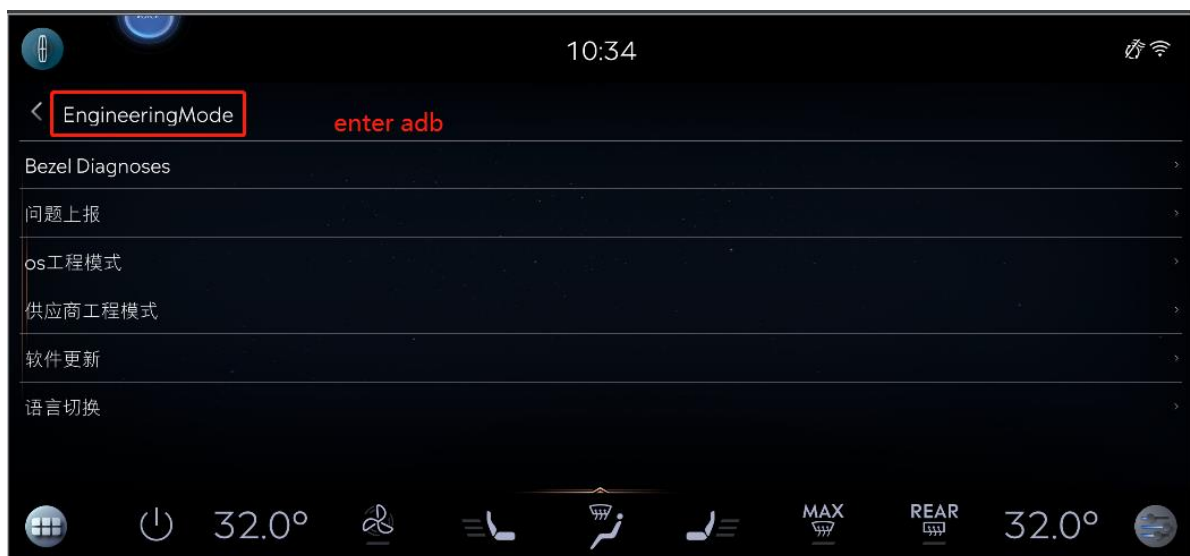 10:34
EngineeringMode
enter adb
Bezel Diagnoses
问题上报
os工程模式
供应商工程模式
软件更新
语言切换
32.0°
MAX
REAR
32.0°